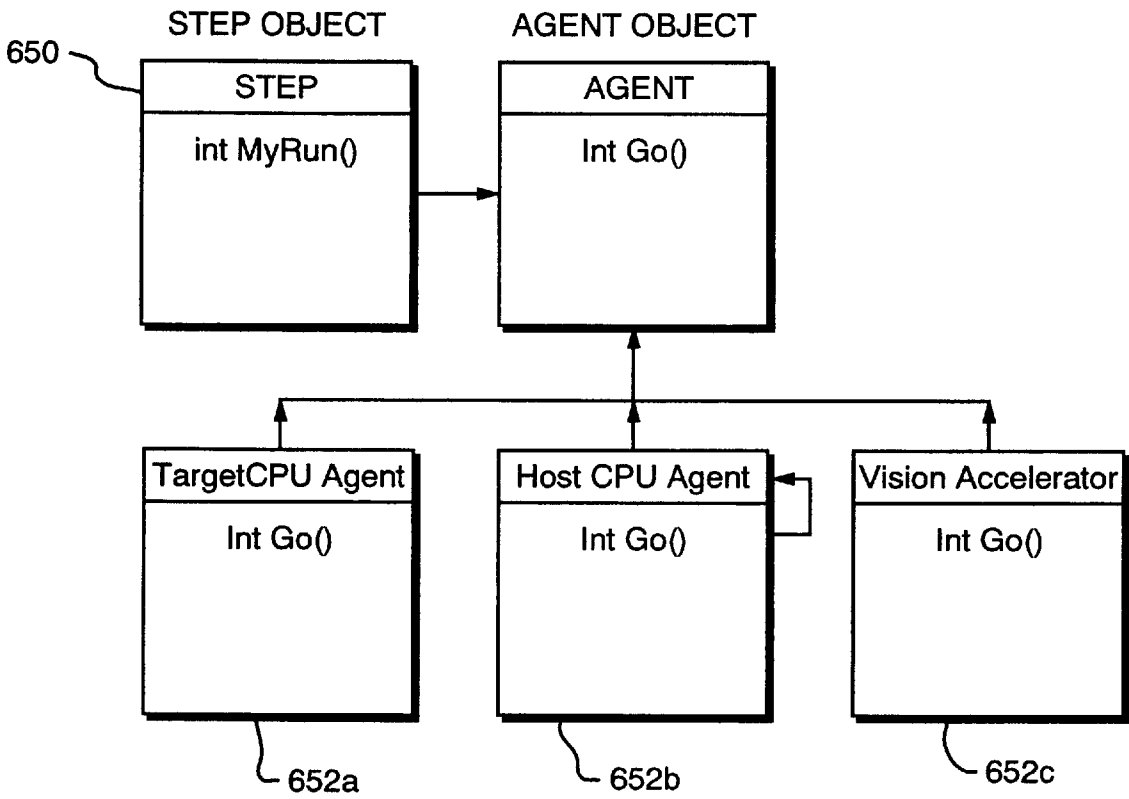 STEP OBJECT
AGENT OBJECT
650
STEP
AGENT
int MyRun()
Int Go()
TargetCPU Agent
Host CPU Agent
Vision Accelerator
Int Go()
Int Go()
Int Go()
652a
652b
652c